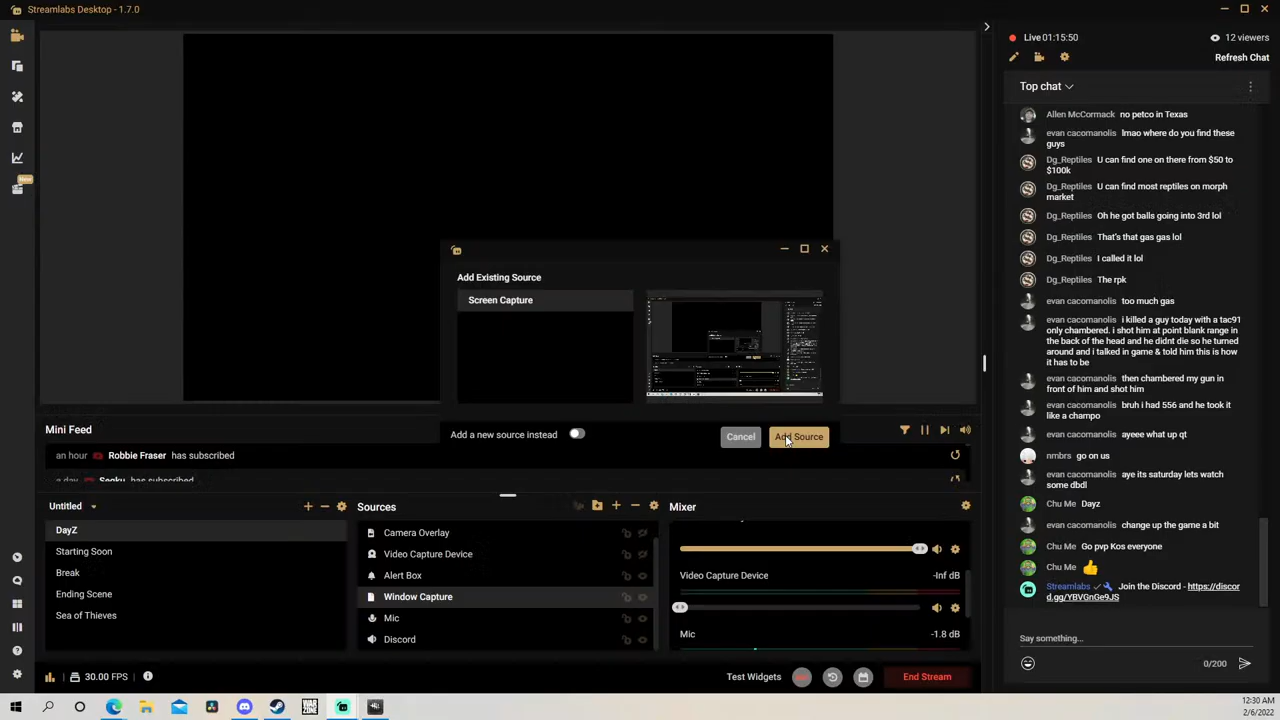 Streamlabs Desktop - 1.7.0
Live 01:15:50
12 viewers
Refresh Chat
Top chat
New
Allen McCormack no petco in Texas
evan cacomanolis lmao where do you find these
guys
Dg_Reptiles U can find one on there from $50 to
$100k
Dg_Reptiles U can find most reptiles on morph
market
Dg_Reptiles Oh he got balls going into 3rd lol
Dg_Reptiles That's that gas gas lol
Dg_Reptiles I called it lol
Dg_Reptiles The rpk
evan cacomanolis too much gas
evan cacomanolis i killed a guy today with a tac91
only chambered. i shot him at point blank range in
the back of the head and he didnt die so he turned
around and i talked in game & told him this is how
it has to be
evan cacomanolis then chambered my gun in
front of him and shot him
evan cacomanolis bruh i had 556 and he took it
like a champo
evan cacomanolis ayeee what up qt
nmbrs go on us
evan cacomanolis aye its saturday lets watch
some dbdl
Chu Me Dayz
evan cacomanolis change up the game a bit
Chu Me Go pvp Kos everyone
Chu Me
Streamlabs Join the Discord - https://discor
d.gg/YBVGnGe9JS
Say something...
0/200
Add Existing Source
Screen Capture
Add a new source instead
Cancel
Add Source
Mini Feed
an hour Robbie Fraser has subscribed
a day has subscribed
Untitled
DayZ
Starting Soon
Break
Ending Scene
Sea of Thieves
Sources
Camera Overlay
Video Capture Device
Alert Box
Window Capture
Mic
Discord
Mixer
Video Capture Device -Inf dB
Mic -1.8 dB
30.00 FPS
Test Widgets
End Stream
WAR
ZONE
12:30 AM
2/6/2022